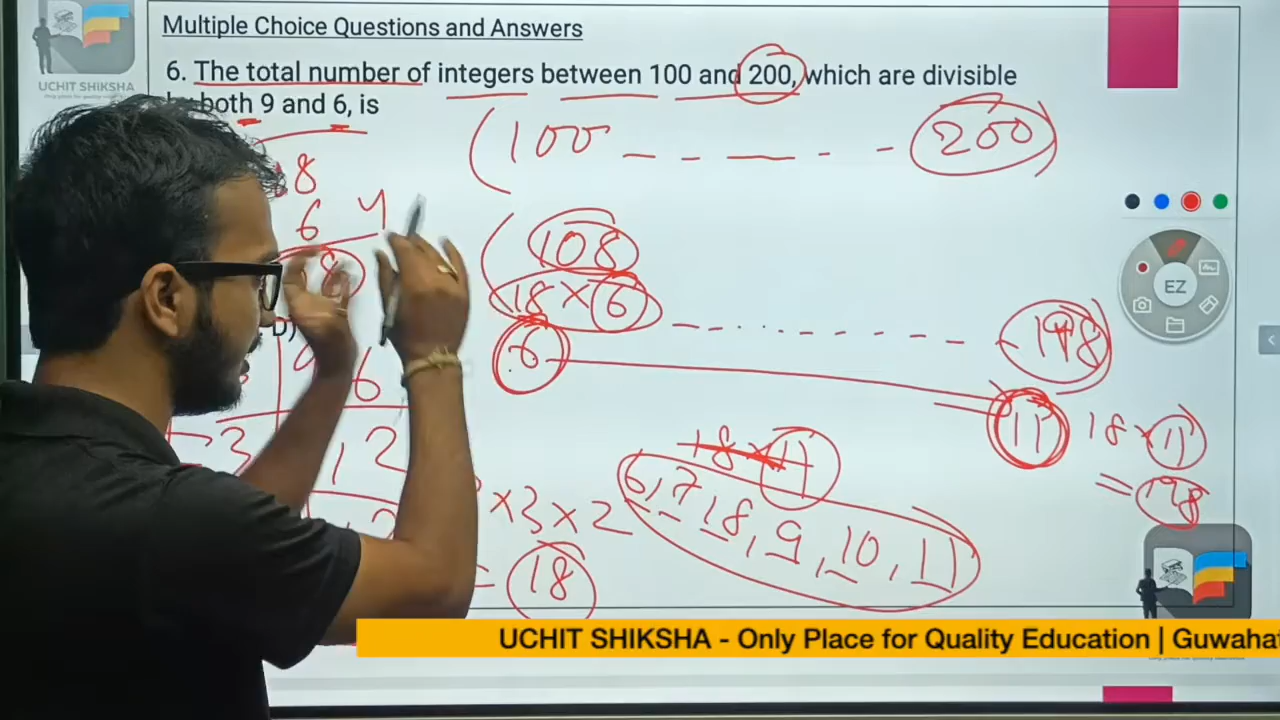 Multiple Choice Questions and Answers
UCHIT SHIKSHA
6. The total number of integers between 100 and 200, which are divisible
both 9 and 6, is
(100 _ _ _ _ _ 200)
8
6 4
8
(108
18×6
198
6
11
18×11
= 198
D)
9 6
3
12
18×11
6, 7, 8, 9, 10, 11
×3×2
= 18
EZ
UCHIT SHIKSHA - Only Place for Quality Education | Guwaha